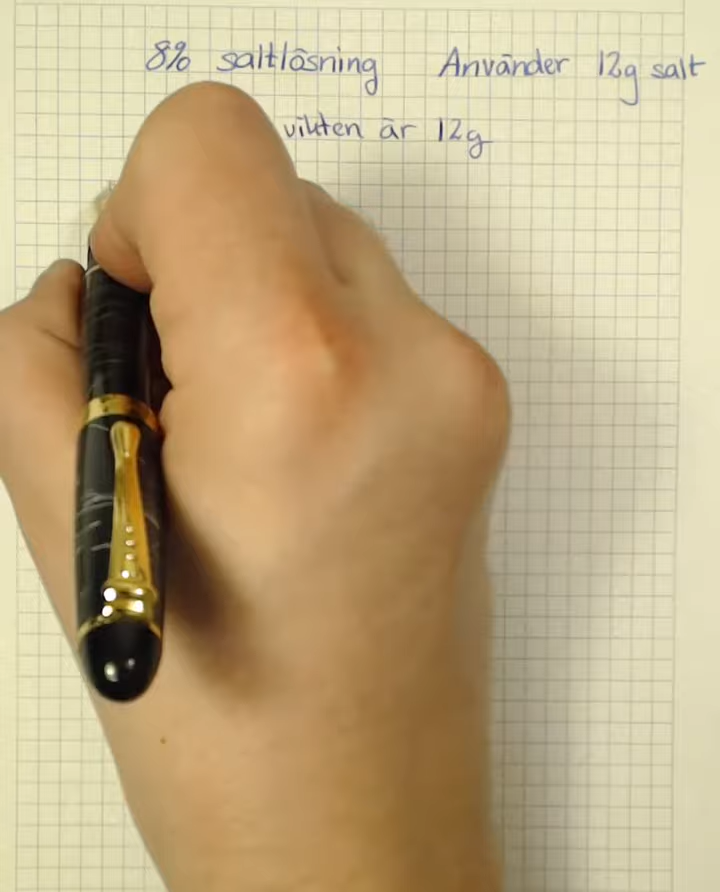 8% saltlösning Använder 12g salt
vikten är 12g